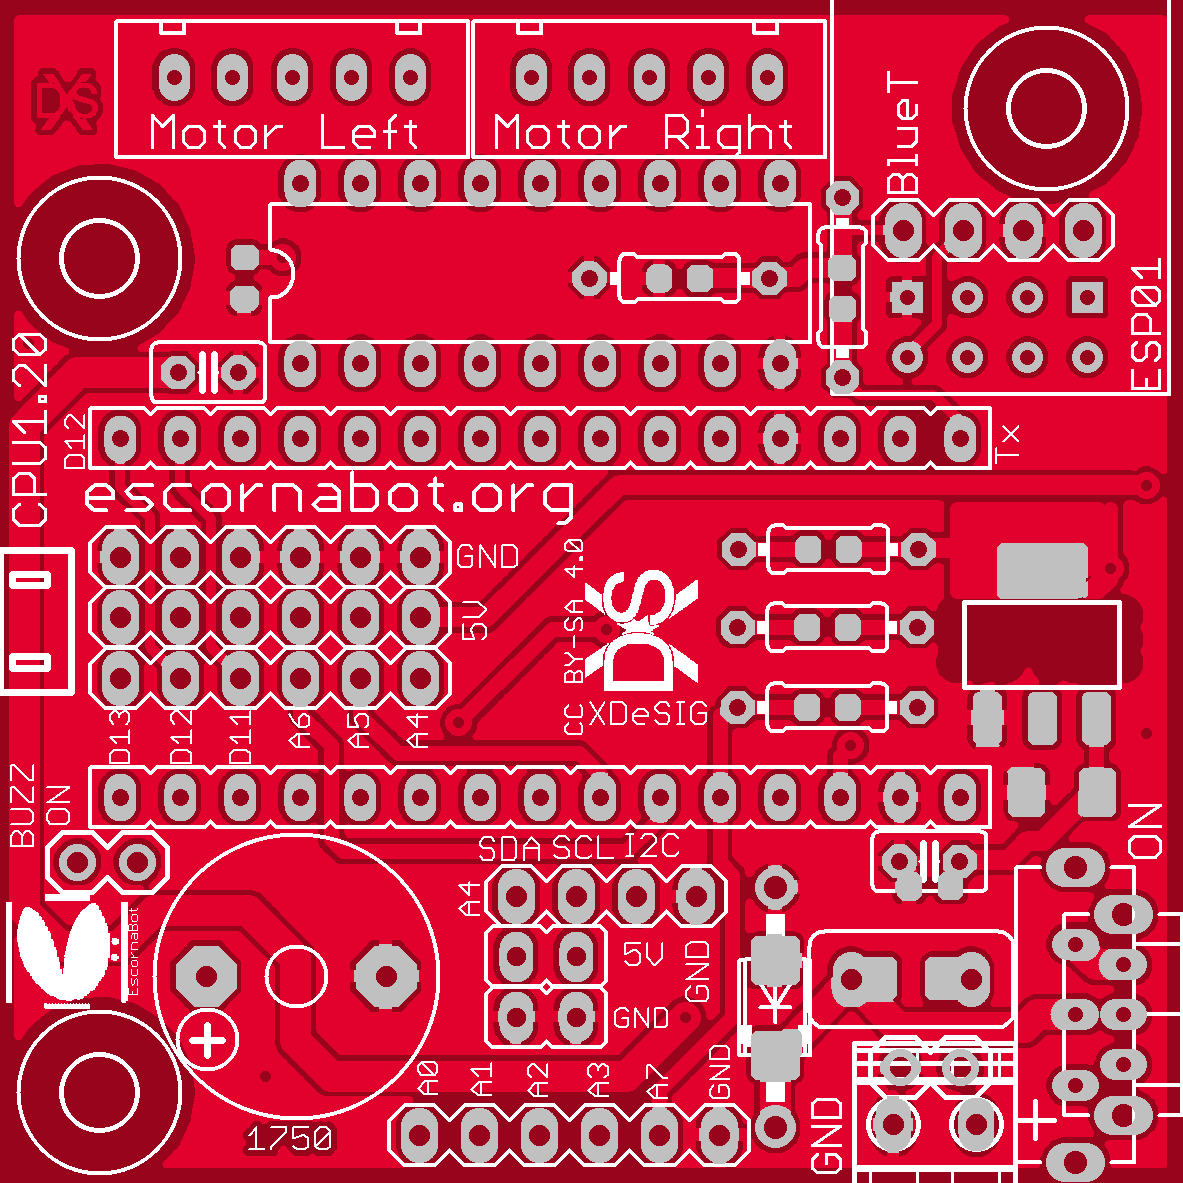 DXS
Motor Left
Motor Right
BlueT
ESP01
CPU1.20
D12
Tx
escornabot.org
GND
5V
CC BY-SA 4.0
DXS
XDeSIG
D13
D12
D11
A6
A5
A4
BUZZ
ON
SDA SCL I2C
A4
5V
GND
GND
ON
EscornaBot
+
A0
A1
A2
A3
A7
GND
GND
+
1750